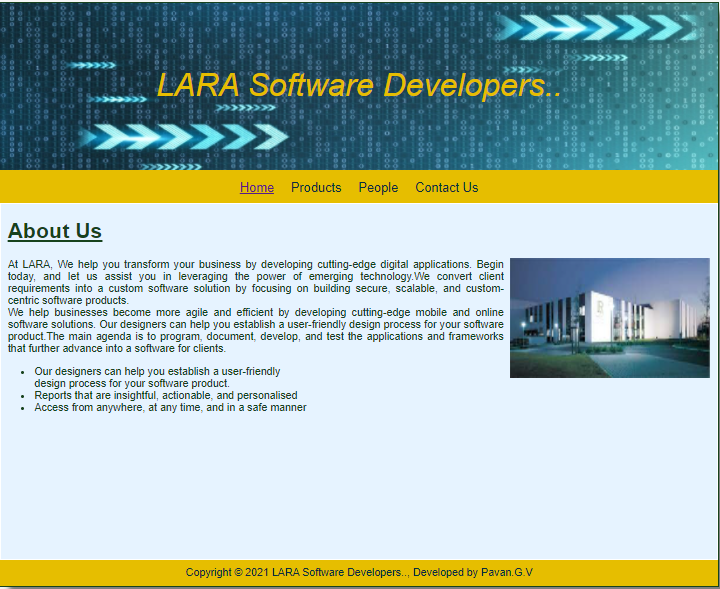 LARA Software Developers..
Home Products People Contact Us
About Us
At LARA, We help you transform your business by developing cutting-edge digital applications. Begin
today, and let us assist you in leveraging the power of emerging technology.We convert client
requirements into a custom software solution by focusing on building secure, scalable, and custom-
centric software products.
We help businesses become more agile and efficient by developing cutting-edge mobile and online
software solutions. Our designers can help you establish a user-friendly design process for your software
product.The main agenda is to program, document, develop, and test the applications and frameworks
that further advance into a software for clients.
• Our designers can help you establish a user-friendly
design process for your software product.
• Reports that are insightful, actionable, and personalised
• Access from anywhere, at any time, and in a safe manner
Copyright © 2021 LARA Software Developers.., Developed by Pavan.G.V